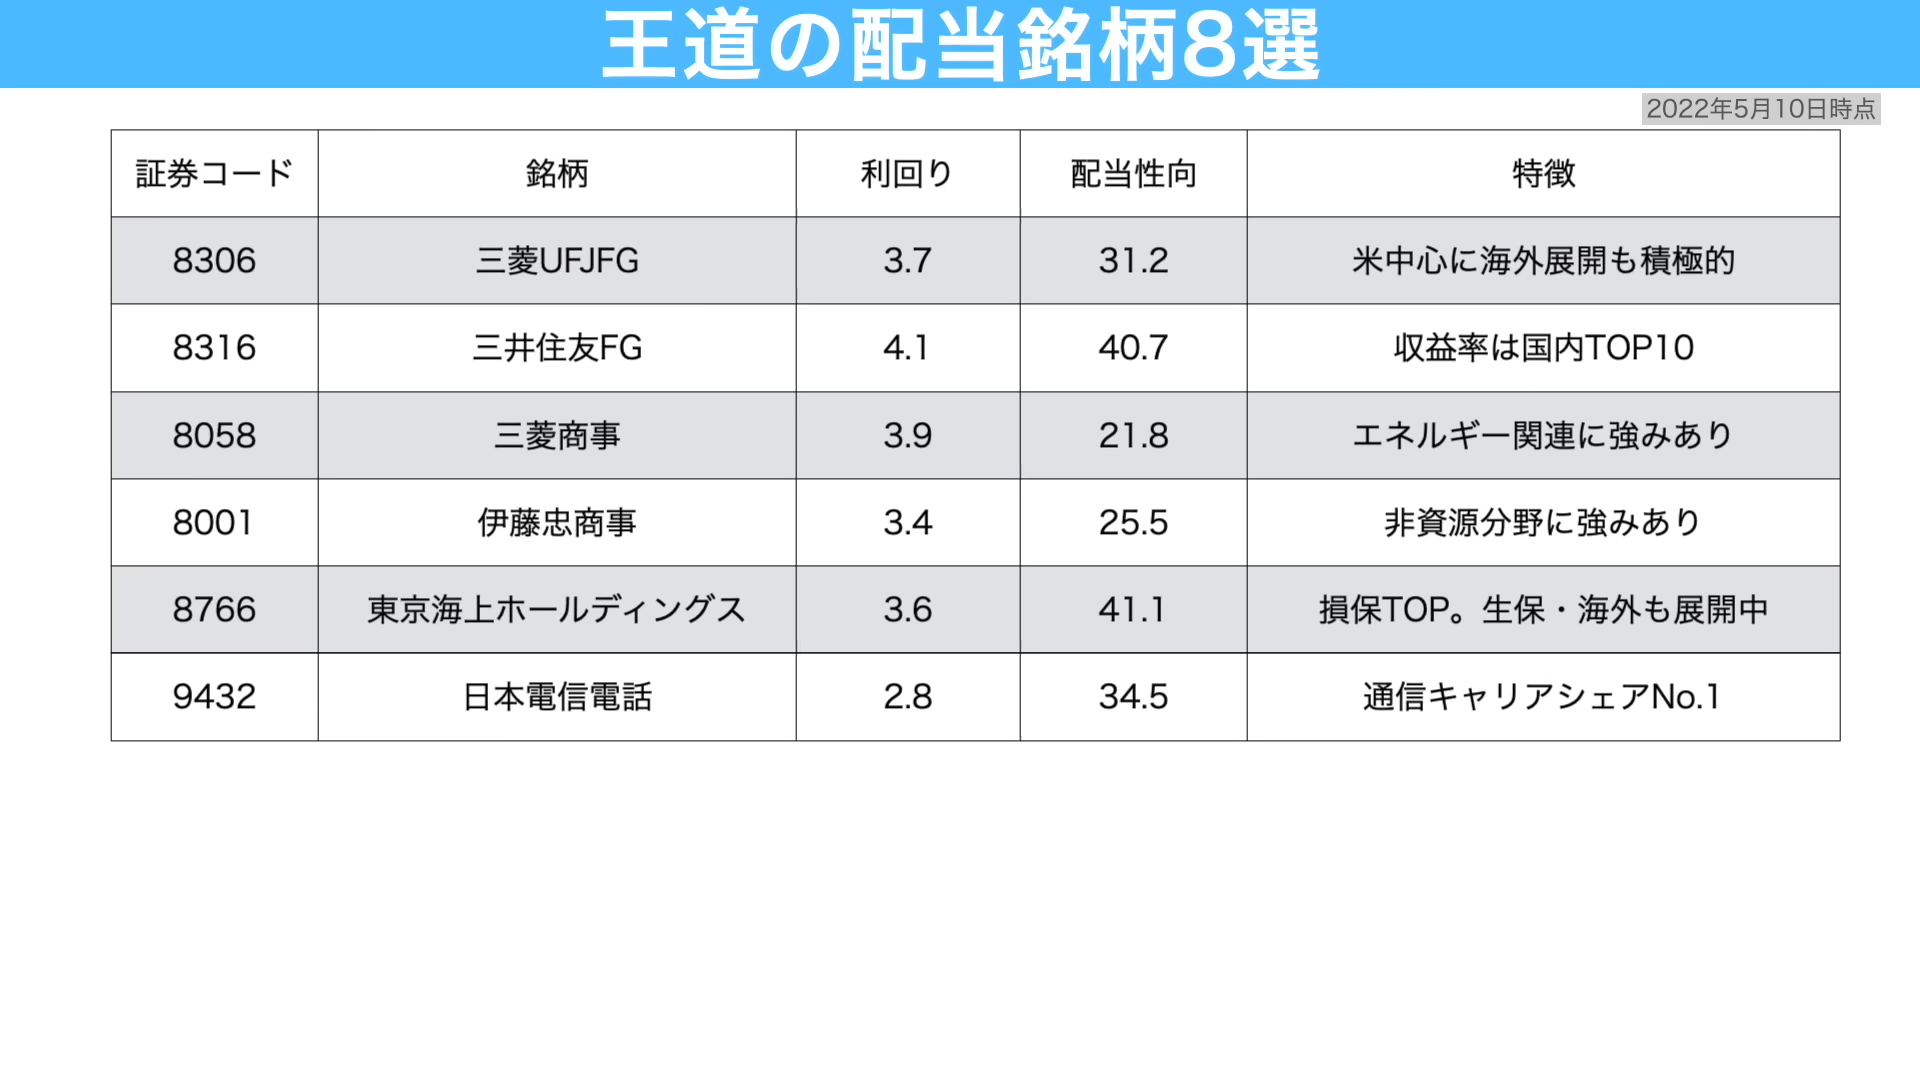 王道の配当銘柄8選
2022年5月10日時点
証券コード 銘柄 利回り 配当性向 特徴
8306 三菱UFJFG 3.7 31.2 米中心に海外展開も積極的
8316 三井住友FG 4.1 40.7 収益率は国内TOP10
8058 三菱商事 3.9 21.8 エネルギー関連に強みあり
8001 伊藤忠商事 3.4 25.5 非資源分野に強みあり
8766 東京海上ホールディングス 3.6 41.1 損保TOP。生保・海外も展開中
9432 日本電信電話 2.8 34.5 通信キャリアシェアNo.1